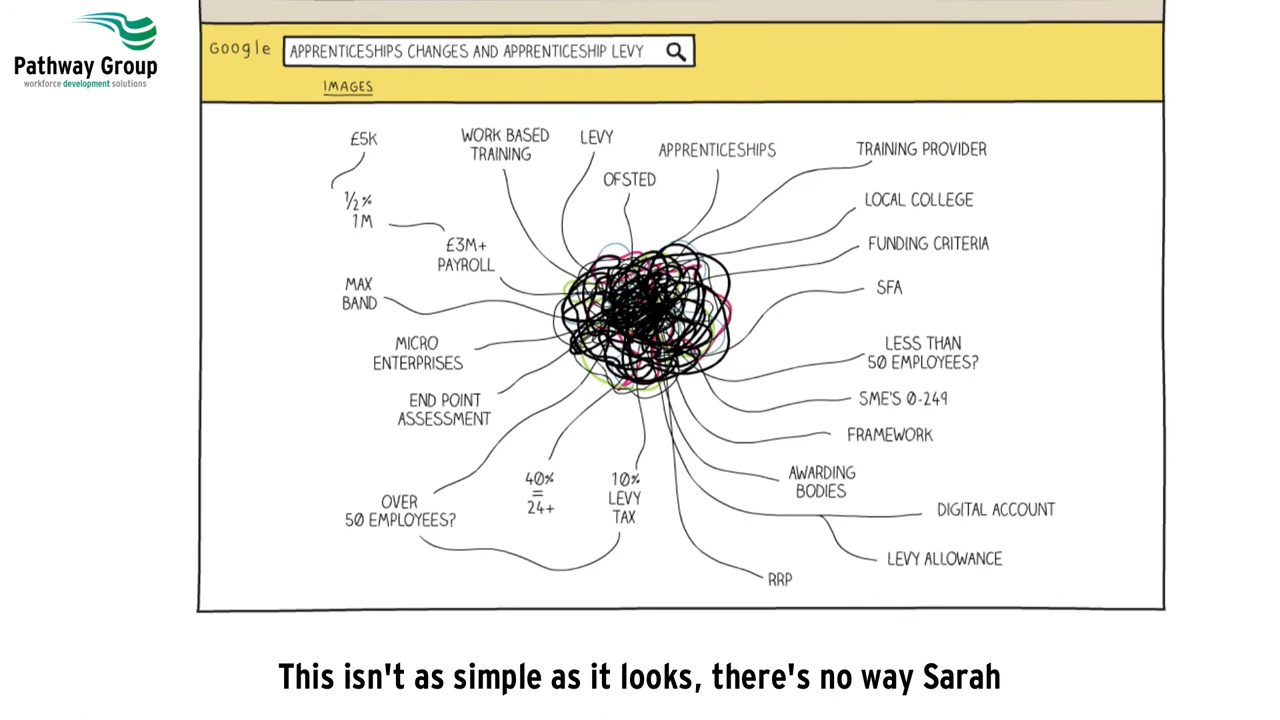 Pathway Group
workforce development solutions
Google
APPRENTICESHIPS CHANGES AND APPRENTICESHIP LEVY
IMAGES
£5K
½%
1M
£3M+
PAYROLL
WORK BASED
TRAINING
LEVY
OFSTED
APPRENTICESHIPS
TRAINING PROVIDER
LOCAL COLLEGE
FUNDING CRITERIA
SFA
MAX
BAND
MICRO
ENTERPRISES
END POINT
ASSESSMENT
LESS THAN
50 EMPLOYEES?
SME'S 0-249
FRAMEWORK
AWARDING
BODIES
DIGITAL ACCOUNT
LEVY ALLOWANCE
RRP
OVER
50 EMPLOYEES?
40%
=
24+
10%
LEVY
TAX
This isn't as simple as it looks, there's no way Sarah